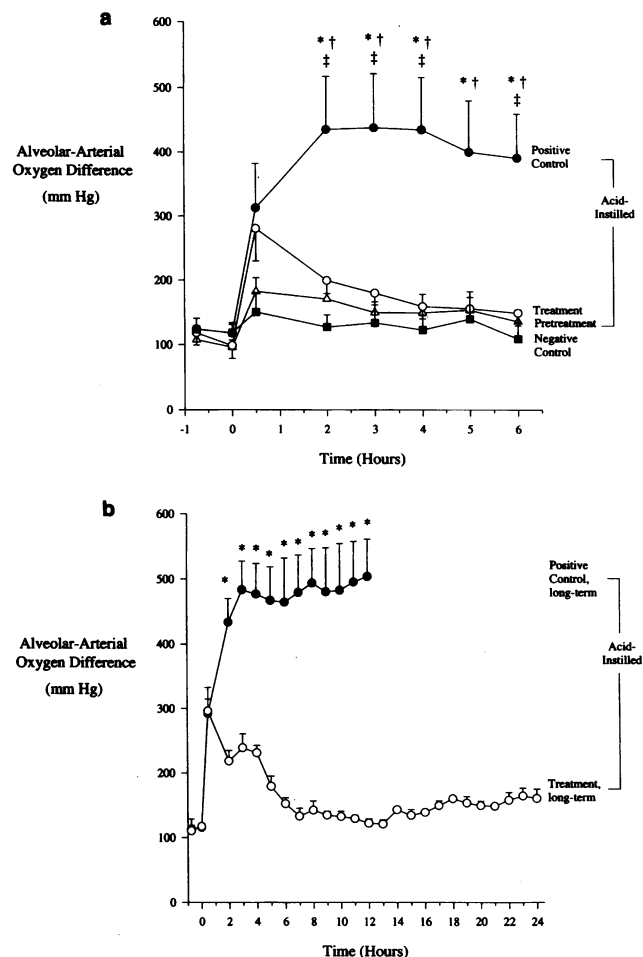 a
600
500
400
300
200
100
0
Alveolar-Arterial
Oxygen Difference
(mm Hg)
* †
‡
* †
‡
* †
‡
* †
* †
‡
Positive
Control
Acid-
Instilled
Treatment
Pretreatment
Negative
Control
-1 0 1 2 3 4 5 6
Time (Hours)
b
600
500
400
300
200
100
0
Alveolar-Arterial
Oxygen Difference
(mm Hg)
* * * * * * * * * * *
Positive
Control,
long-term
Acid-
Instilled
Treatment,
long-term
0 2 4 6 8 10 12 14 16 18 20 22 24
Time (Hours)